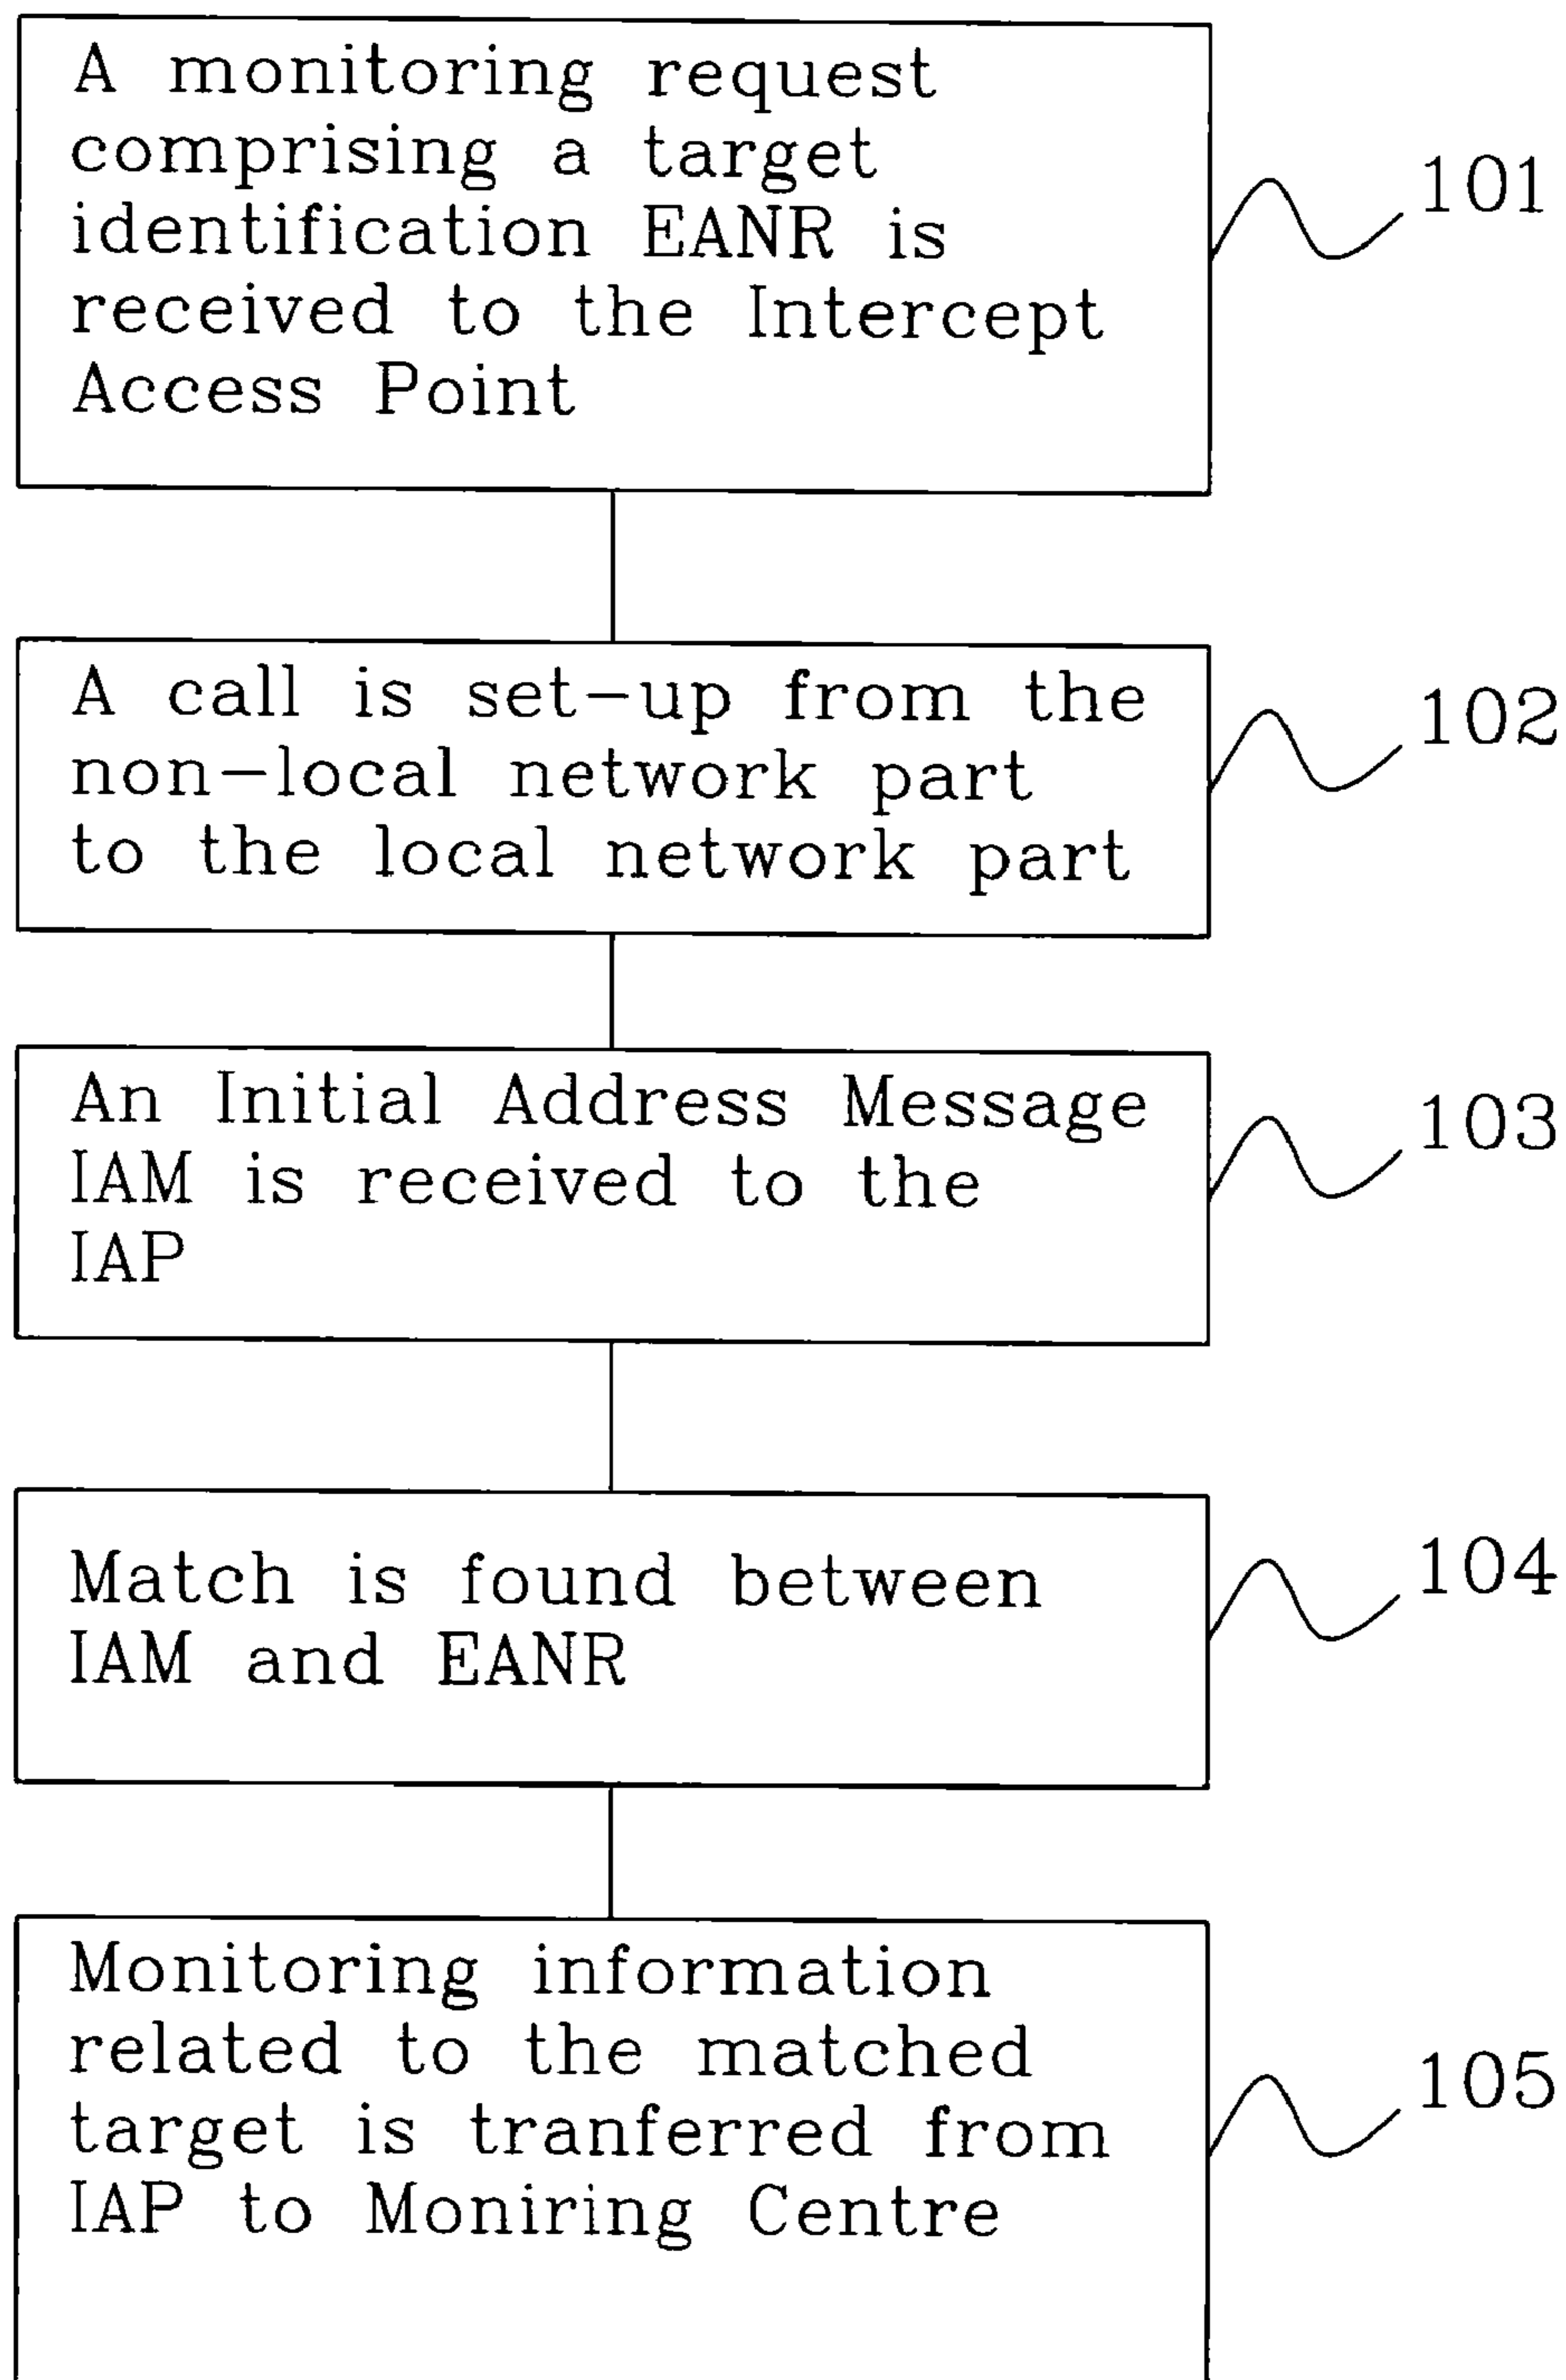 A monitoring request
comprising a target
identification EANR is
received to the Intercept
Access Point
101
A call is set-up from the
non-local network part
to the local network part
102
An Initial Address Message
IAM is received to the
IAP
103
Match is found between
IAM and EANR
104
Monitoring information
related to the matched
target is tranferred from
IAP to Moniring Centre
105